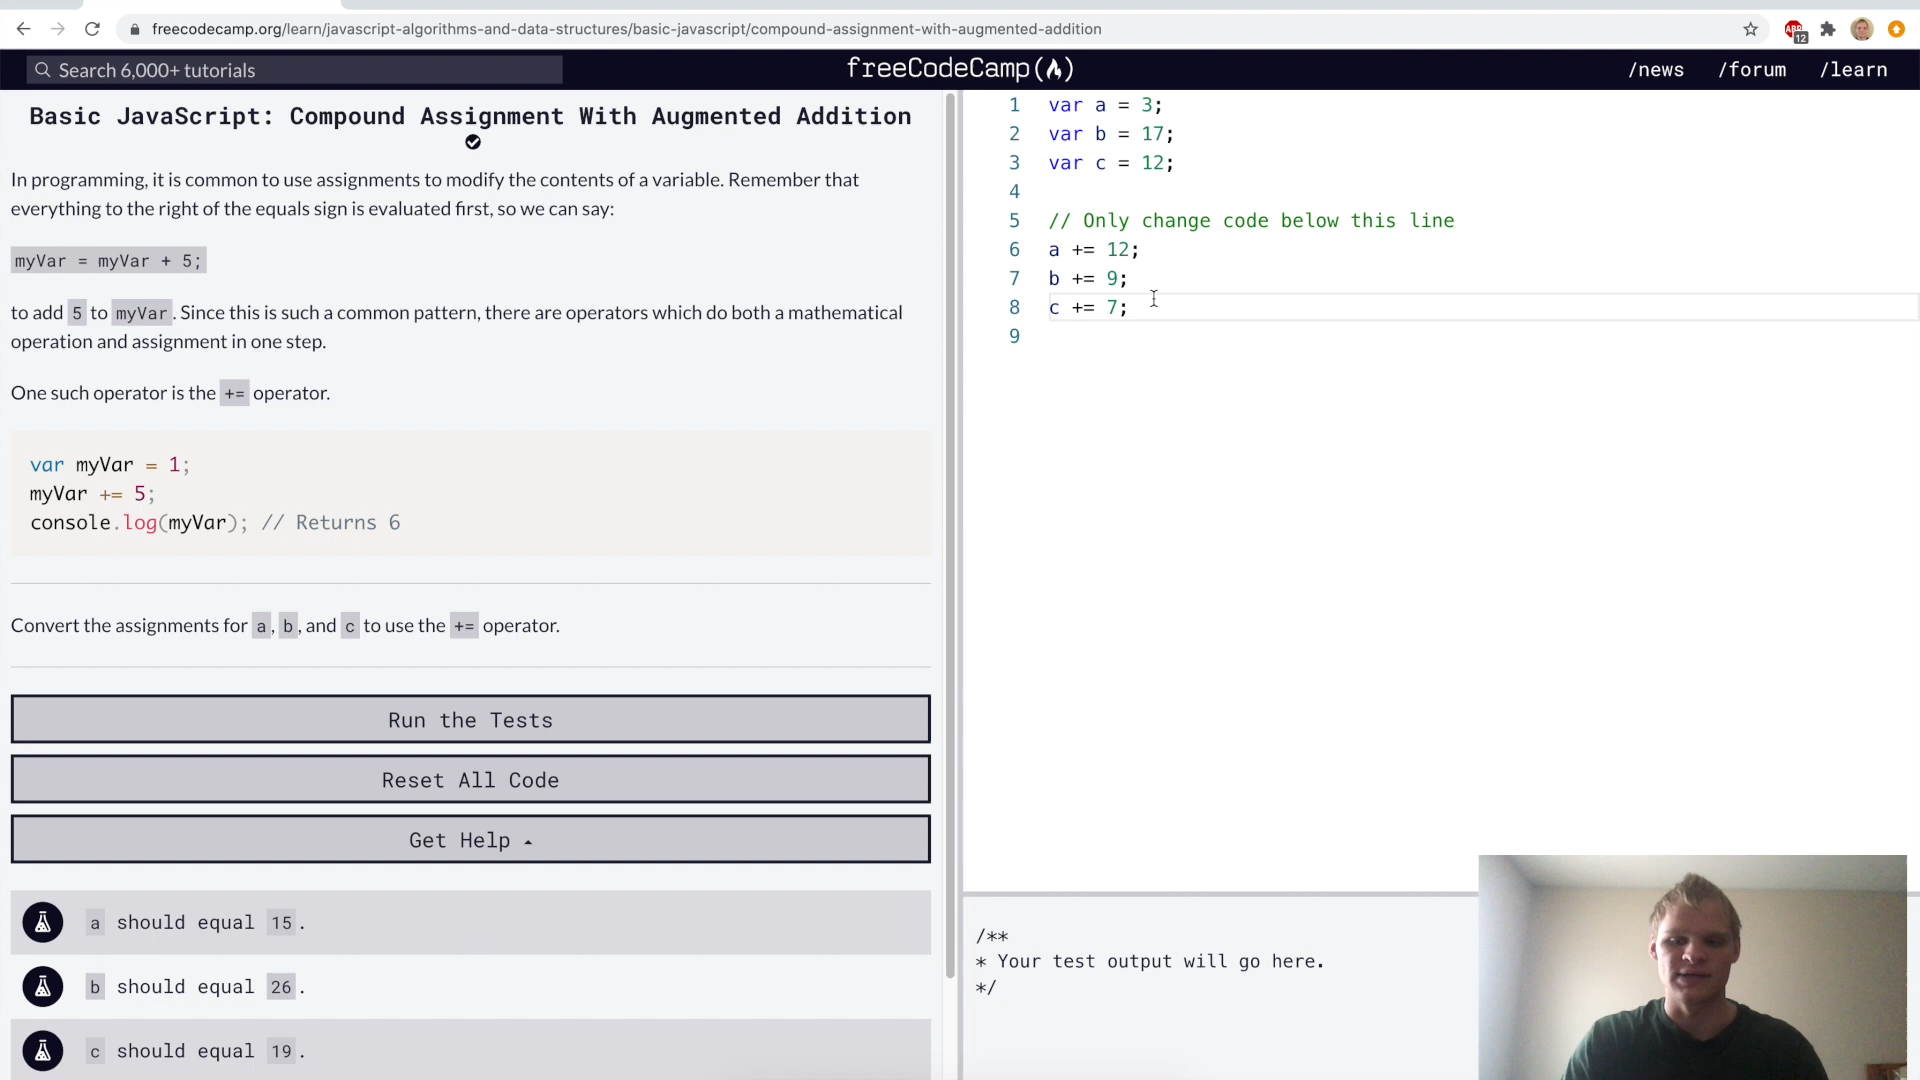 freecodecamp.org/learn/javascript-algorithms-and-data-structures/basic-javascript/compound-assignment-with-augmented-addition
ABP
12
Search 6,000+ tutorials
freeCodeCamp
/news
/forum
/learn
Basic JavaScript: Compound Assignment With Augmented Addition
In programming, it is common to use assignments to modify the contents of a variable. Remember that
everything to the right of the equals sign is evaluated first, so we can say:
myVar = myVar + 5;
to add 5 to myVar. Since this is such a common pattern, there are operators which do both a mathematical
operation and assignment in one step.
One such operator is the += operator.
var myVar = 1;
myVar += 5;
console.log(myVar); // Returns 6
Convert the assignments for a, b, and c to use the += operator.
Run the Tests
Reset All Code
Get Help
a should equal 15.
b should equal 26.
c should equal 19.
1 var a = 3;
2 var b = 17;
3 var c = 12;
4
5 // Only change code below this line
6 a += 12;
7 b += 9;
8 c += 7;
9
/**
* Your test output will go here.
*/